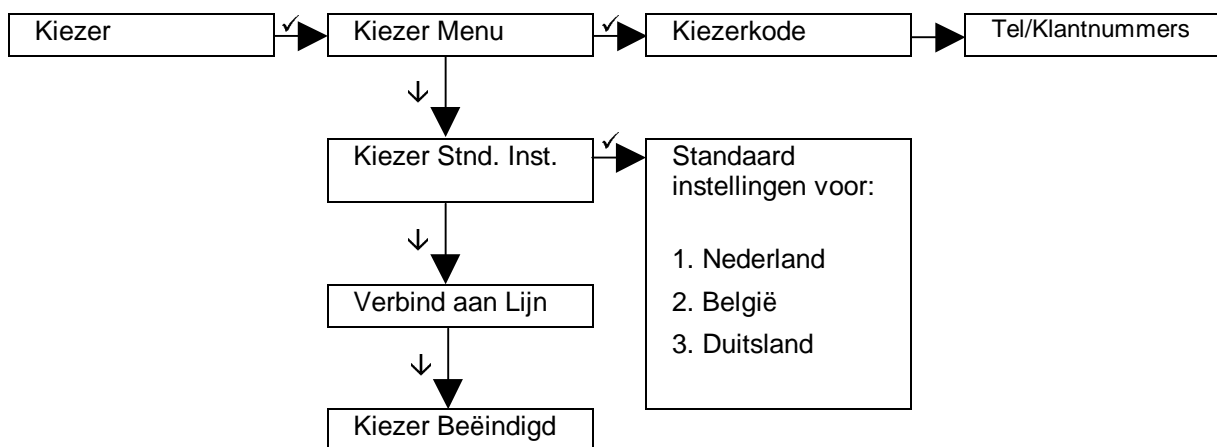 Kiezer
Kiezer Menu
Kiezerkode
Tel/Klantnummers
Kiezer Stnd. Inst.
Standaard
instellingen voor:
1. Nederland
2. België
3. Duitsland
Verbind aan Lijn
Kiezer Beëindigd